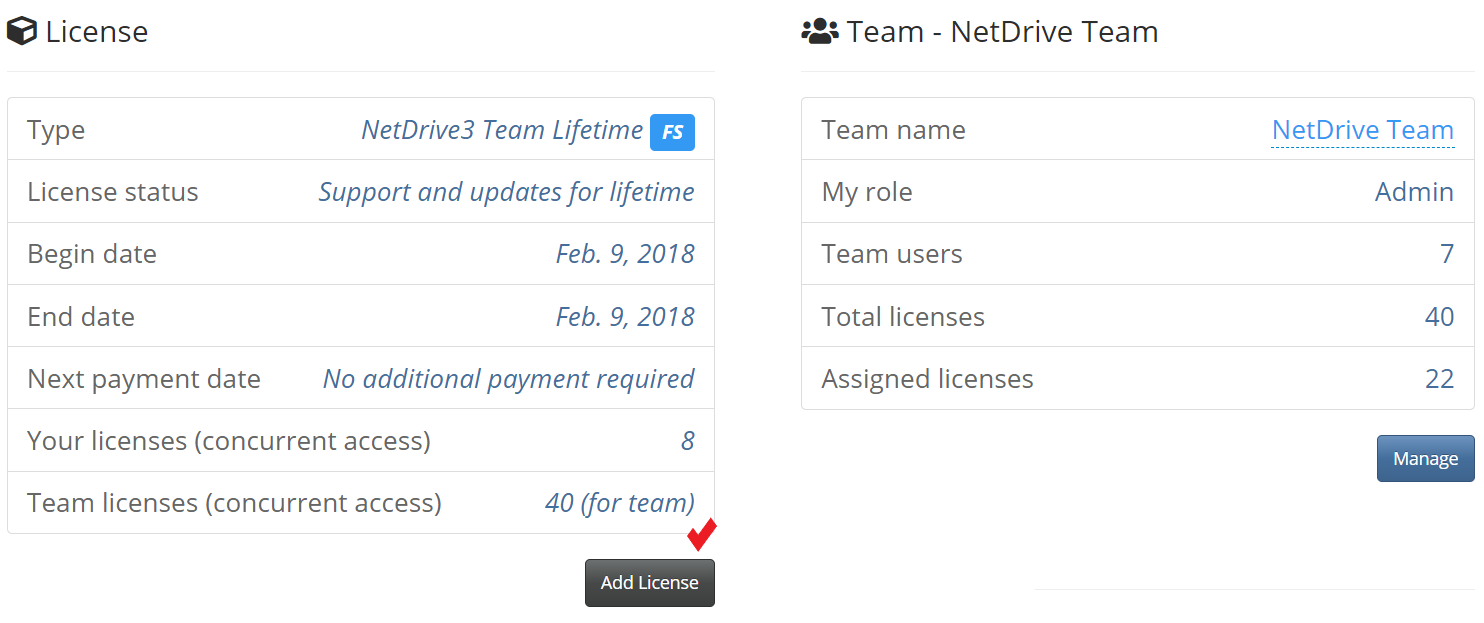 License
Type NetDrive3 Team Lifetime FS
License status Support and updates for lifetime
Begin date Feb. 9, 2018
End date Feb. 9, 2018
Next payment date No additional payment required
Your licenses (concurrent access) 8
Team licenses (concurrent access) 40 (for team)
Add License
Team - NetDrive Team
Team name NetDrive Team
My role Admin
Team users 7
Total licenses 40
Assigned licenses 22
Manage